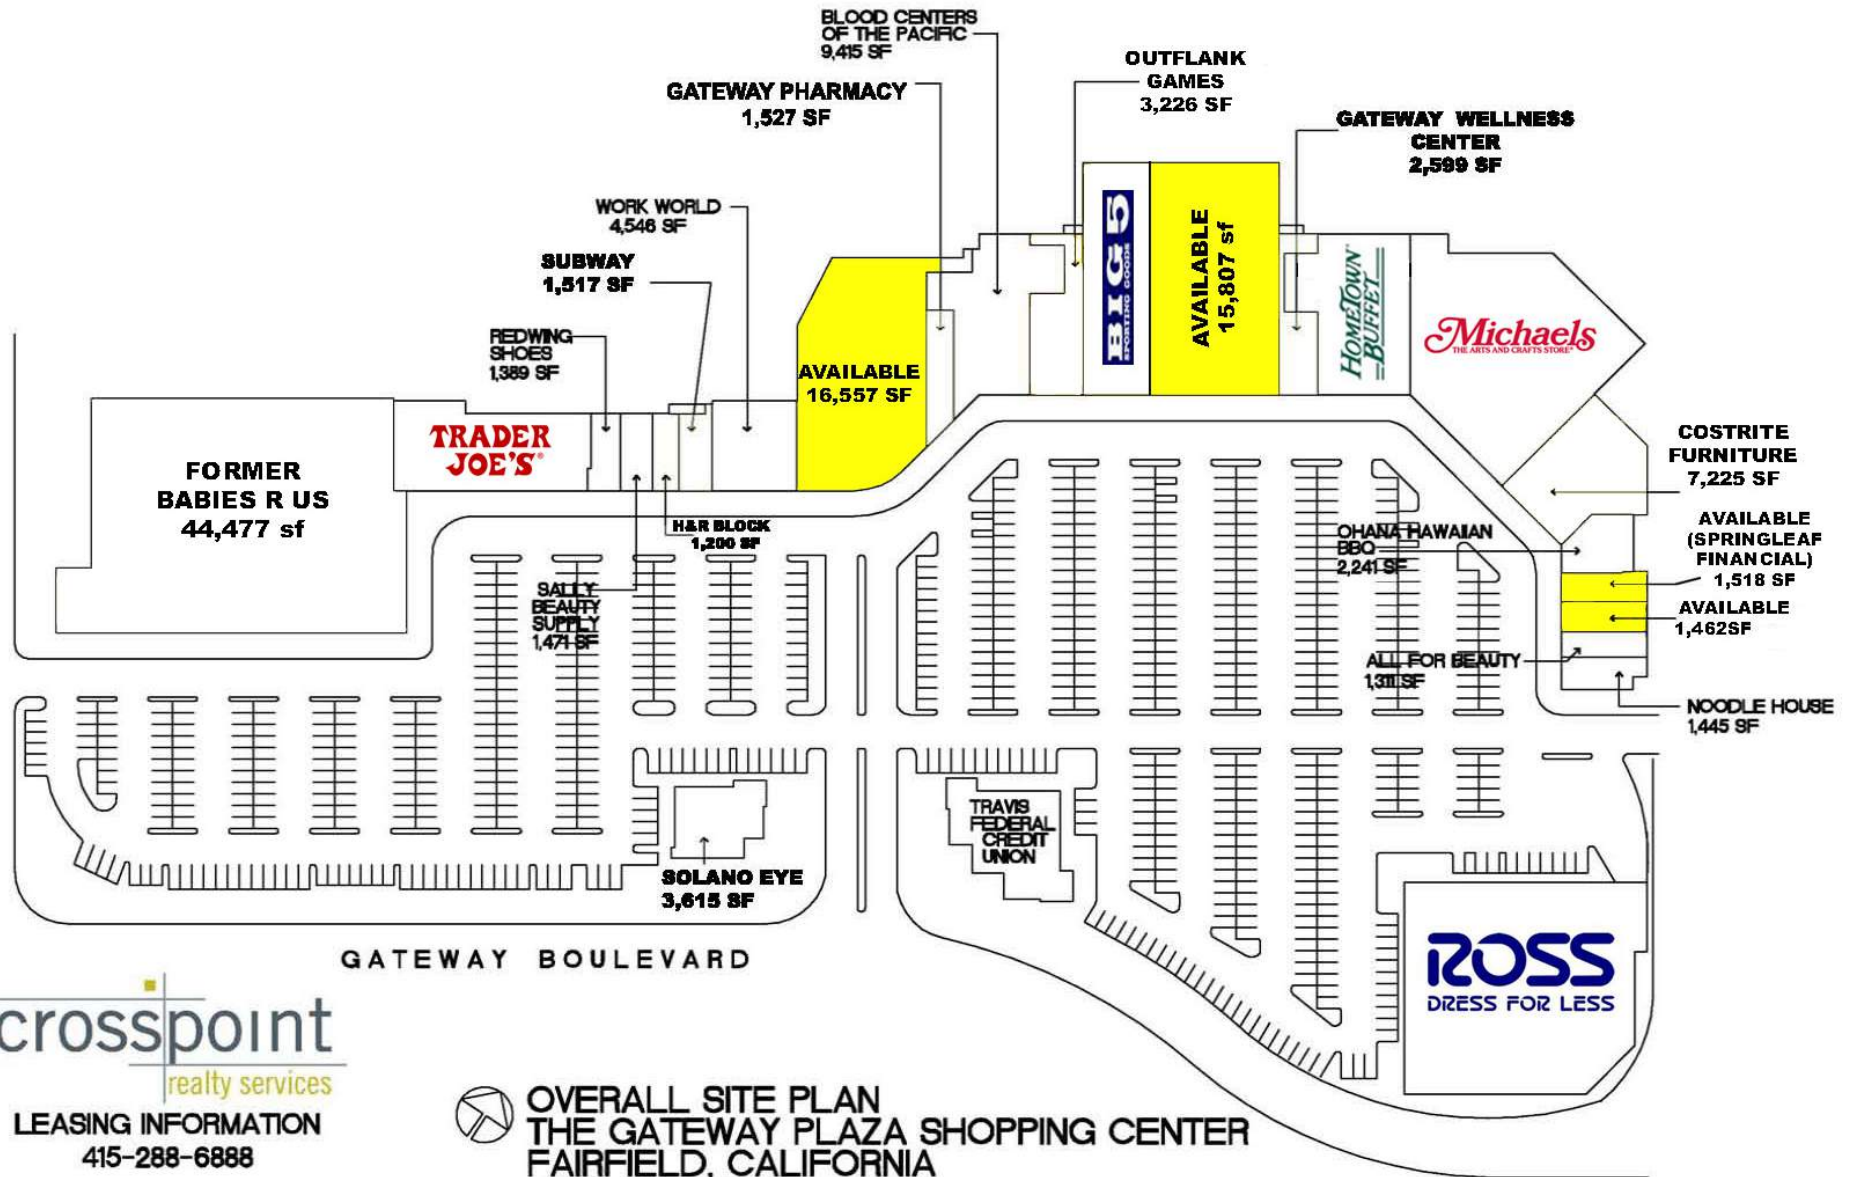 BLOOD CENTERS
OF THE PACIFIC
9,415 SF
OUTFLANK
GAMES
3,226 SF
GATEWAY PHARMACY
1,527 SF
GATEWAY WELLNESS
CENTER
2,599 SF
WORK WORLD
4,546 SF
SUBWAY
1,517 SF
REDWING
SHOES
1,389 SF
BIG 5
SPORTING GOODS
AVAILABLE
15,807 sf
HOMETOWN
BUFFET
Michaels
THE ARTS AND CRAFTS STORE
AVAILABLE
16,557 SF
TRADER
JOE'S
FORMER
BABIES R US
44,477 sf
COSTRITE
FURNITURE
7,225 SF
H&R BLOCK
1,200 SF
OHANA HAWAIIAN
BBQ
2,241 SF
AVAILABLE
(SPRINGLEAF
FINANCIAL)
1,518 SF
AVAILABLE
1,462SF
SALLY
BEAUTY
SUPPLY
1,471 SF
ALL FOR BEAUTY
1,311 SF
NOODLE HOUSE
1,445 SF
TRAVIS
FEDERAL
CREDIT
UNION
SOLANO EYE
3,615 SF
ROSS
DRESS FOR LESS
GATEWAY BOULEVARD
crosspoint
realty services
LEASING INFORMATION
415-288-6888
OVERALL SITE PLAN
THE GATEWAY PLAZA SHOPPING CENTER
FAIRFIELD, CALIFORNIA